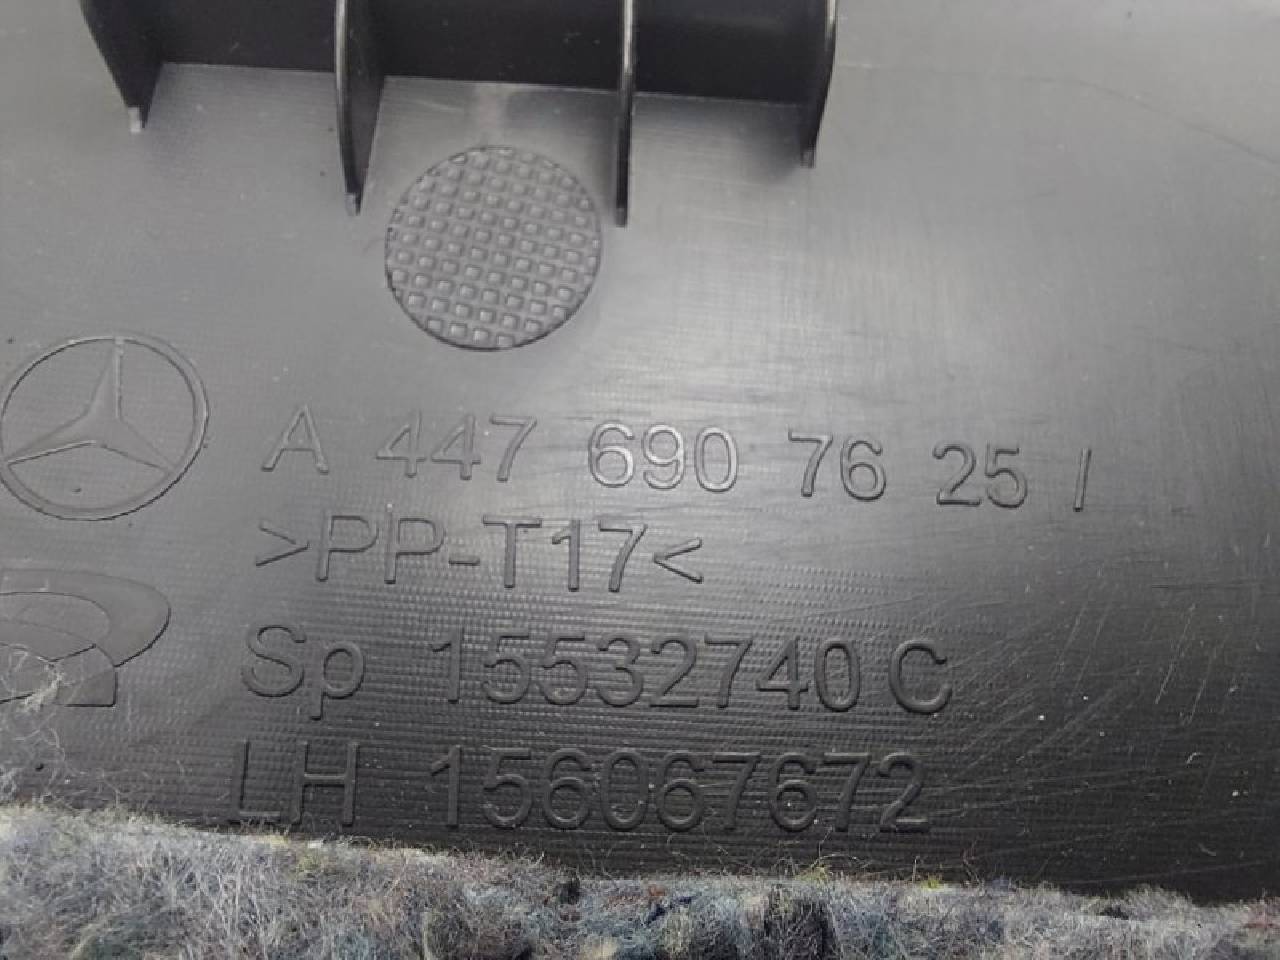 A 447 690 76 25 /
>PP-T17<
Sp 15532740 C
LH 156067672